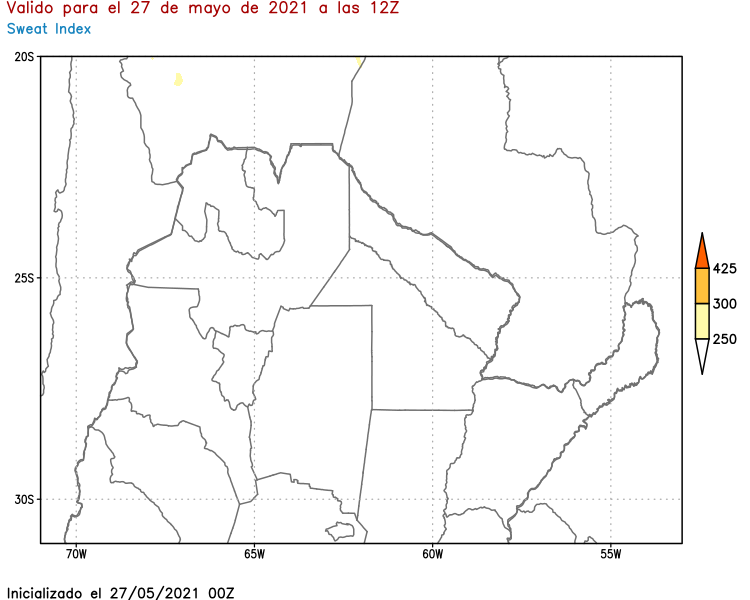 Valido para el 27 de mayo de 2021 a las 12Z
Sweat Index
20S
25S
30S
70W 65W 60W 55W
425
300
250
Inicializado el 27/05/2021 00Z